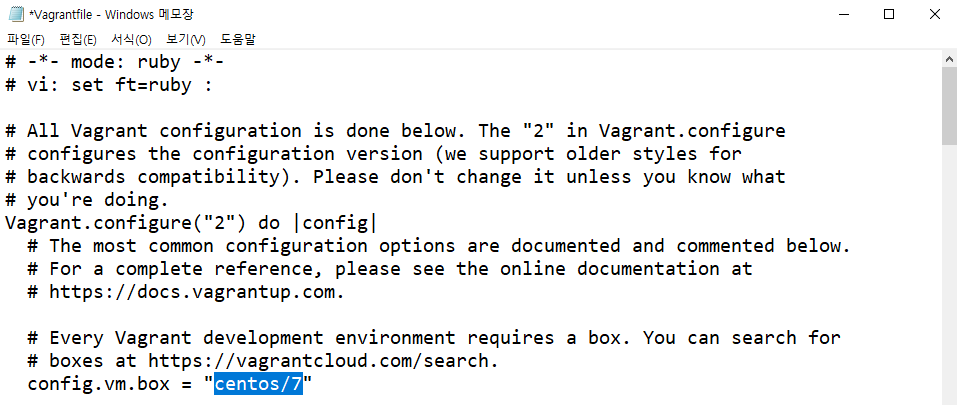 *Vagrantfile - Windows 메모장
파일(F) 편집(E) 서식(O) 보기(V) 도움말
# -*- mode: ruby -*-
# vi: set ft=ruby :
# All Vagrant configuration is done below. The "2" in Vagrant.configure
# configures the configuration version (we support older styles for
# backwards compatibility). Please don't change it unless you know what
# you're doing.
Vagrant.configure("2") do |config|
  # The most common configuration options are documented and commented below.
  # For a complete reference, please see the online documentation at
  # https://docs.vagrantup.com.
  # Every Vagrant development environment requires a box. You can search for
  # boxes at https://vagrantcloud.com/search.
  config.vm.box = "centos/7"